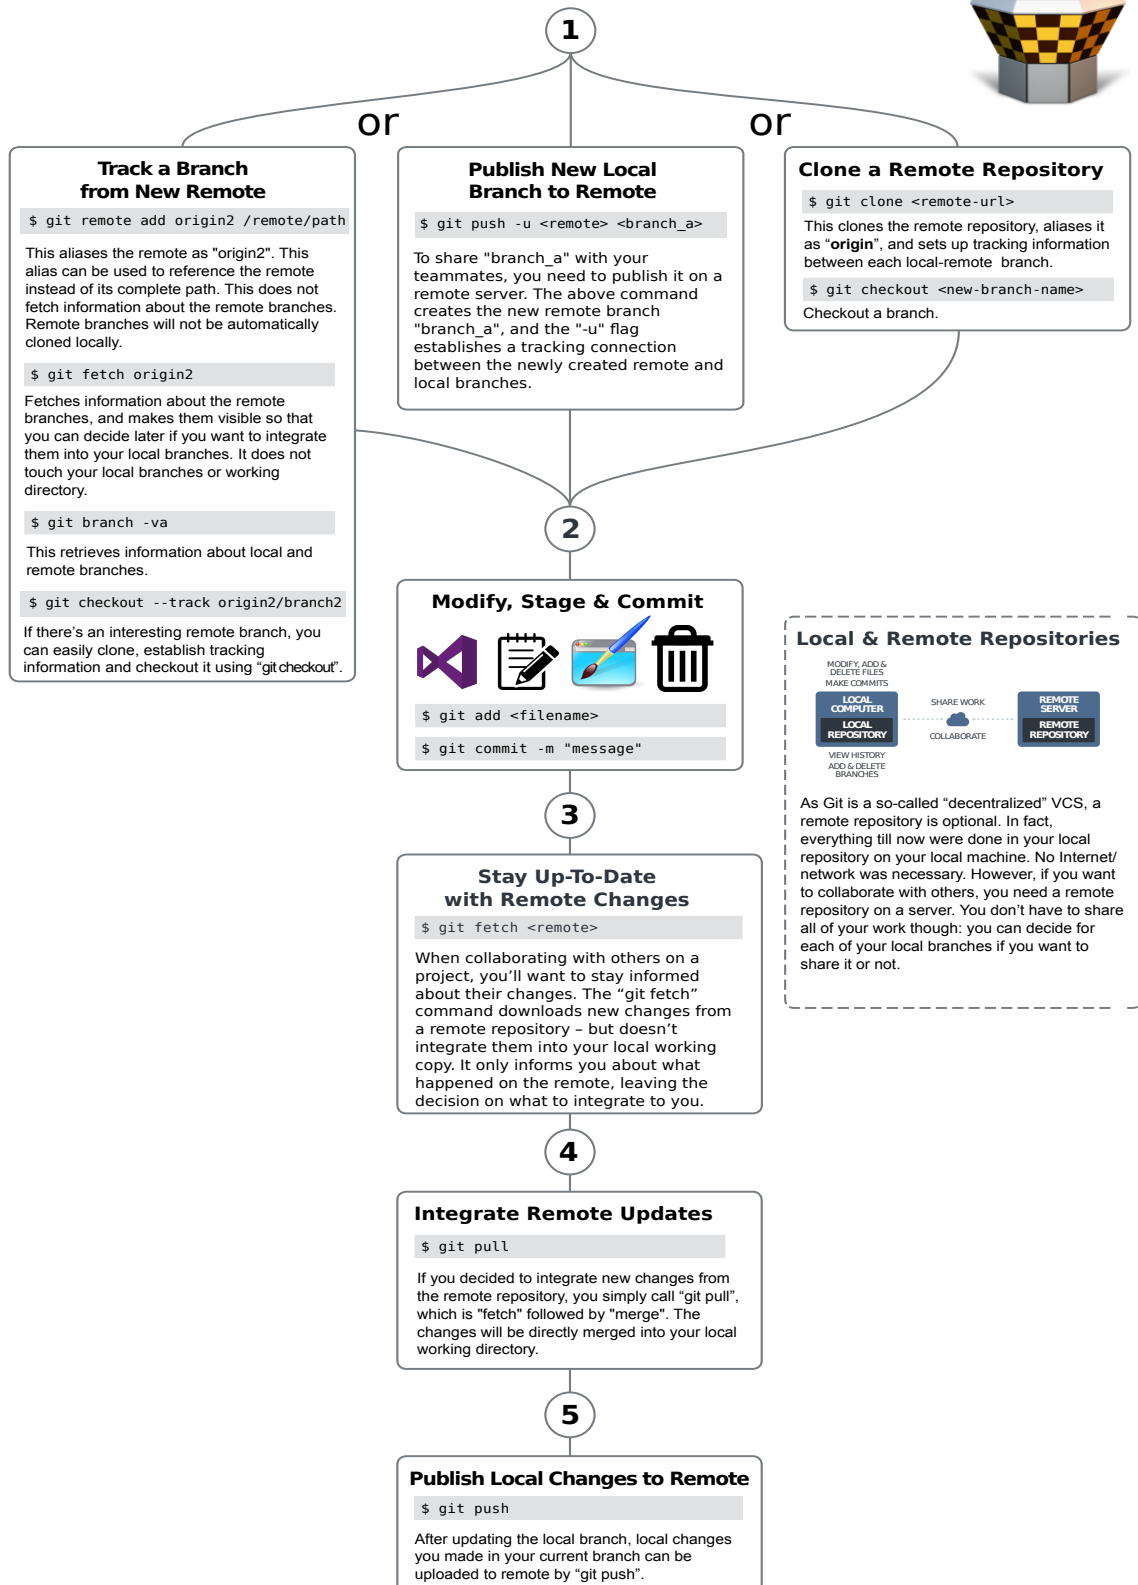 1
or
or
Track a Branch
from New Remote
$ git remote add origin2 /remote/path
This aliases the remote as "origin2". This
alias can be used to reference the remote
instead of its complete path. This does not
fetch information about the remote branches.
Remote branches will not be automatically
cloned locally.
$ git fetch origin2
Fetches information about the remote
branches, and makes them visible so that
you can decide later if you want to integrate
them into your local branches. It does not
touch your local branches or working
directory.
$ git branch -va
This retrieves information about local and
remote branches.
$ git checkout --track origin2/branch2
If there’s an interesting remote branch, you
can easily clone, establish tracking
information and checkout it using “git checkout”.
Publish New Local
Branch to Remote
$ git push -u <remote> <branch_a>
To share "branch_a" with your
teammates, you need to publish it on a
remote server. The above command
creates the new remote branch
"branch_a", and the "-u" flag
establishes a tracking connection
between the newly created remote and
local branches.
Clone a Remote Repository
$ git clone <remote-url>
This clones the remote repository, aliases it
as “origin”, and sets up tracking information
between each local-remote branch.
$ git checkout <new-branch-name>
Checkout a branch.
2
Modify, Stage & Commit
$ git add <filename>
$ git commit -m "message"
Local & Remote Repositories
MODIFY, ADD &
DELETE FILES
MAKE COMMITS
LOCAL
COMPUTER
LOCAL
REPOSITORY
VIEW HISTORY
ADD & DELETE
BRANCHES
SHARE WORK
COLLABORATE
REMOTE
SERVER
REMOTE
REPOSITORY
As Git is a so-called “decentralized” VCS, a
remote repository is optional. In fact,
everything till now were done in your local
repository on your local machine. No Internet/
network was necessary. However, if you want
to collaborate with others, you need a remote
repository on a server. You don’t have to share
all of your work though: you can decide for
each of your local branches if you want to
share it or not.
3
Stay Up-To-Date
with Remote Changes
$ git fetch <remote>
When collaborating with others on a
project, you’ll want to stay informed
about their changes. The “git fetch”
command downloads new changes from
a remote repository – but doesn’t
integrate them into your local working
copy. It only informs you about what
happened on the remote, leaving the
decision on what to integrate to you.
4
Integrate Remote Updates
$ git pull
If you decided to integrate new changes from
the remote repository, you simply call “git pull”,
which is "fetch" followed by "merge". The
changes will be directly merged into your local
working directory.
5
Publish Local Changes to Remote
$ git push
After updating the local branch, local changes
you made in your current branch can be
uploaded to remote by “git push”.